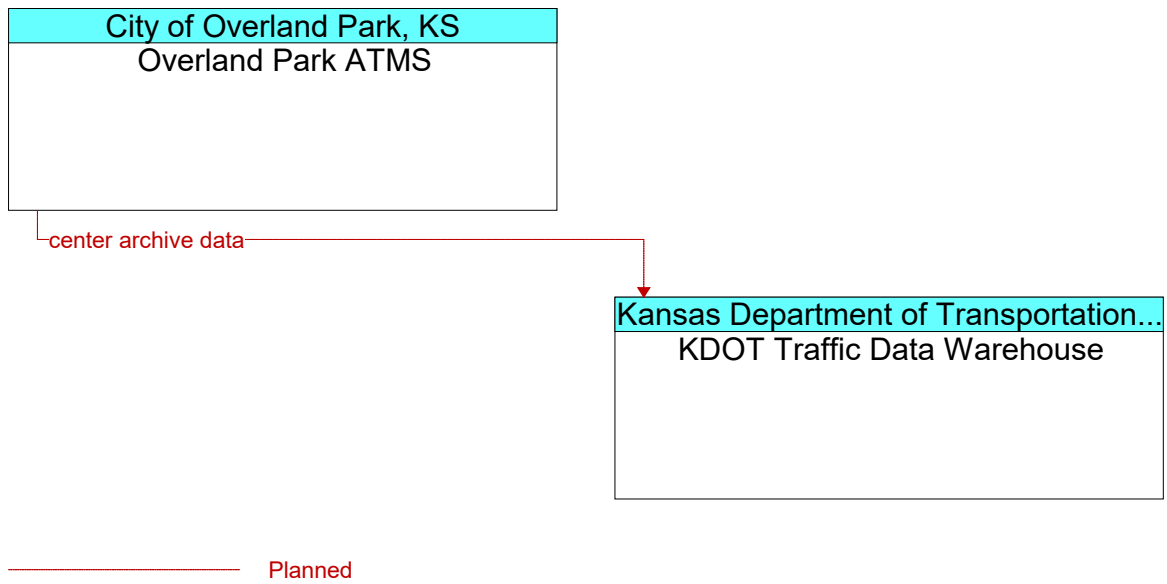 City of Overland Park, KS
Overland Park ATMS
center archive data
Kansas Department of Transportation...
KDOT Traffic Data Warehouse
Planned